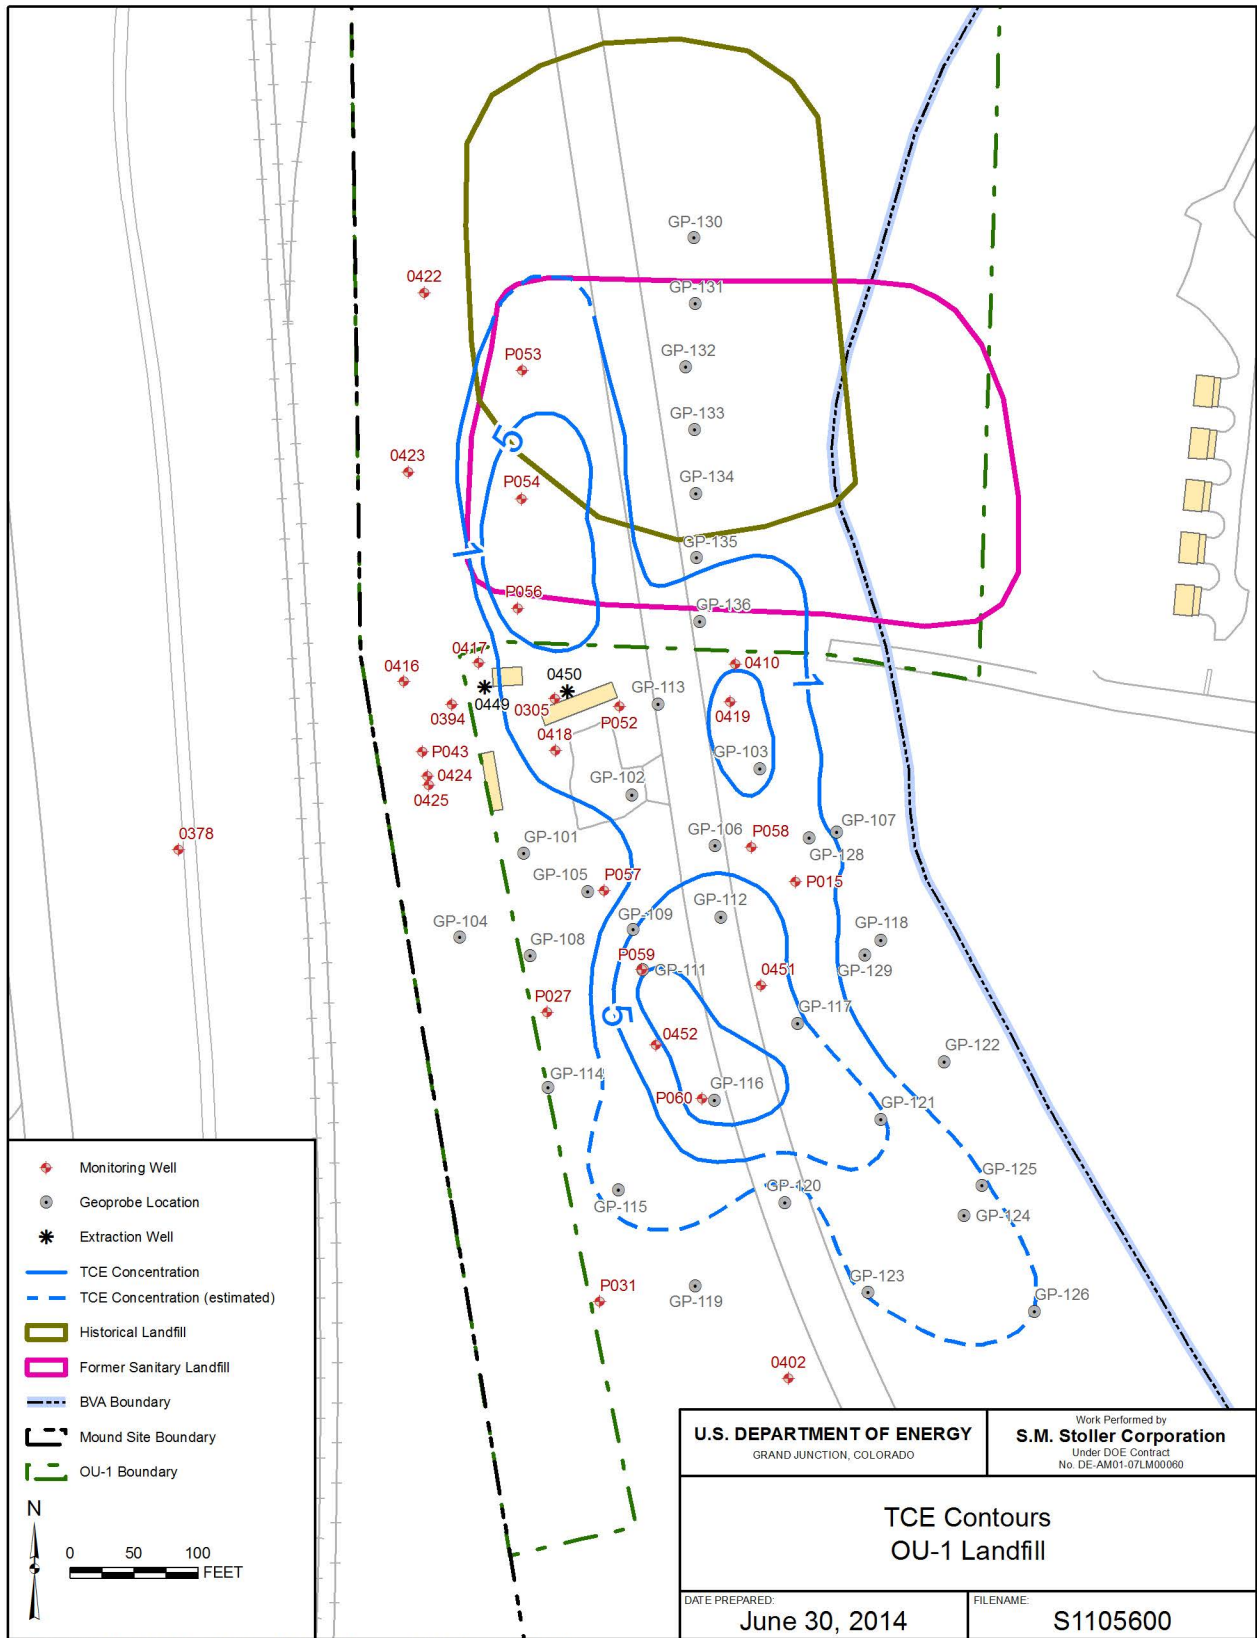 GP-130
0422
GP-131
P053
GP-132
GP-133
5
0423
P054
GP-134
1
GP-135
P056
GP-136
0417
0410
0416
0450
GP-113
1
0449
0394
0305
P052
0419
P043
0418
GP-103
0424
0425
GP-102
0378
GP-101
GP-106
P058
GP-107
GP-128
GP-105
P057
P015
GP-112
GP-109
GP-104
GP-118
GP-108
P059
GP-111
0451
GP-129
P027
GP-117
5
0452
GP-122
GP-114
P060
GP-116
GP-121
GP-125
GP-115
GP-120
GP-124
P031
GP-119
GP-123
GP-126
0402
Monitoring Well
Geoprobe Location
Extraction Well
TCE Concentration
TCE Concentration (estimated)
Historical Landfill
Former Sanitary Landfill
BVA Boundary
Mound Site Boundary
OU-1 Boundary
N
0 50 100
FEET
U.S. DEPARTMENT OF ENERGY
GRAND JUNCTION, COLORADO
Work Performed by
S.M. Stoller Corporation
Under DOE Contract
No. DE-AM01-07LM00060
TCE Contours
OU-1 Landfill
DATE PREPARED:
June 30, 2014
FILENAME:
S1105600